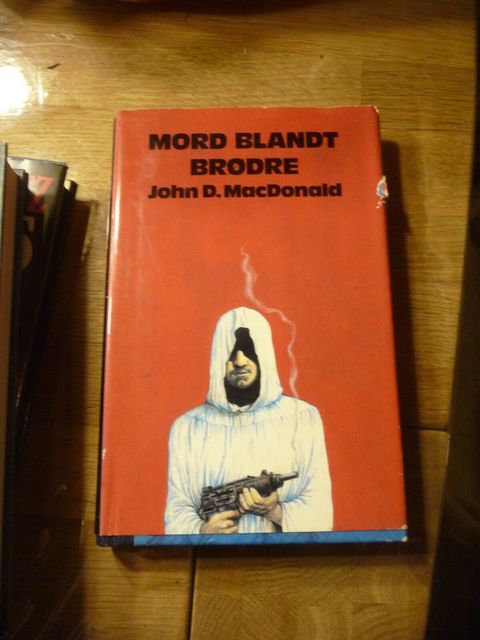 MORD BLANDT
BRØDRE
John D. MacDonald
Z